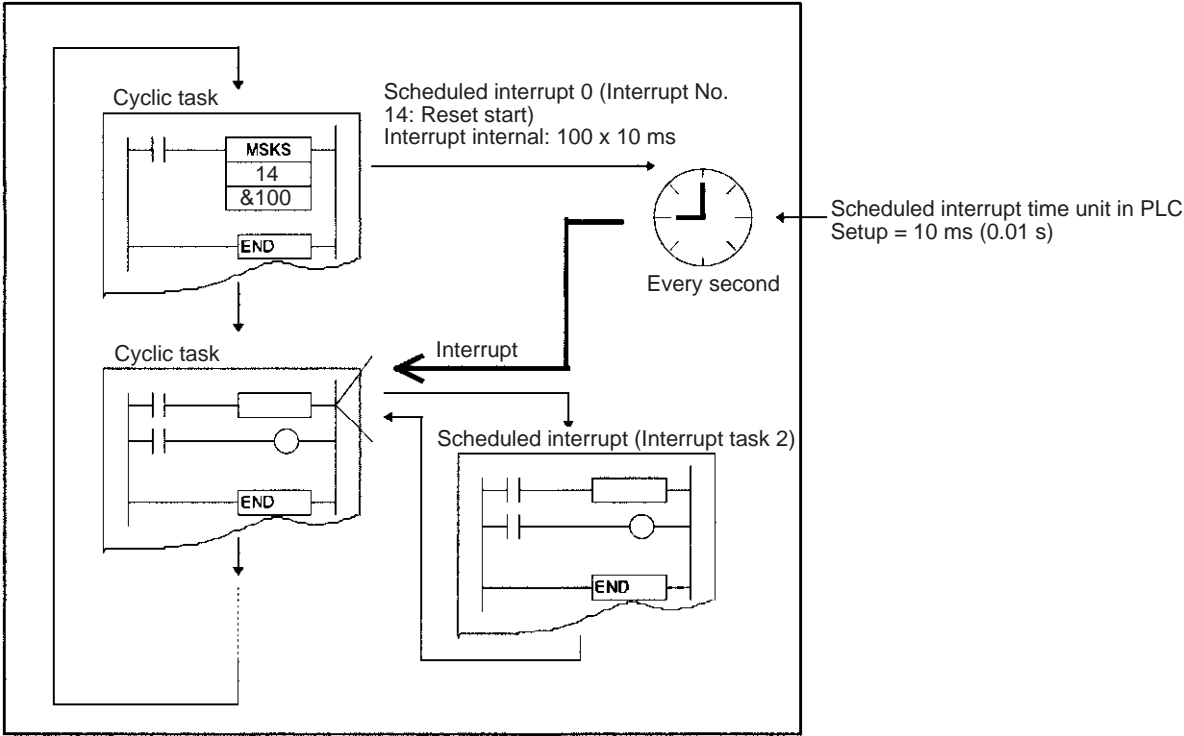 Cyclic task
Scheduled interrupt 0 (Interrupt No.
14: Reset start)
Interrupt internal: 100 x 10 ms
MSKS
14
&100
END
Scheduled interrupt time unit in PLC
Setup = 10 ms (0.01 s)
Every second
Cyclic task
Interrupt
END
Scheduled interrupt (Interrupt task 2)
END